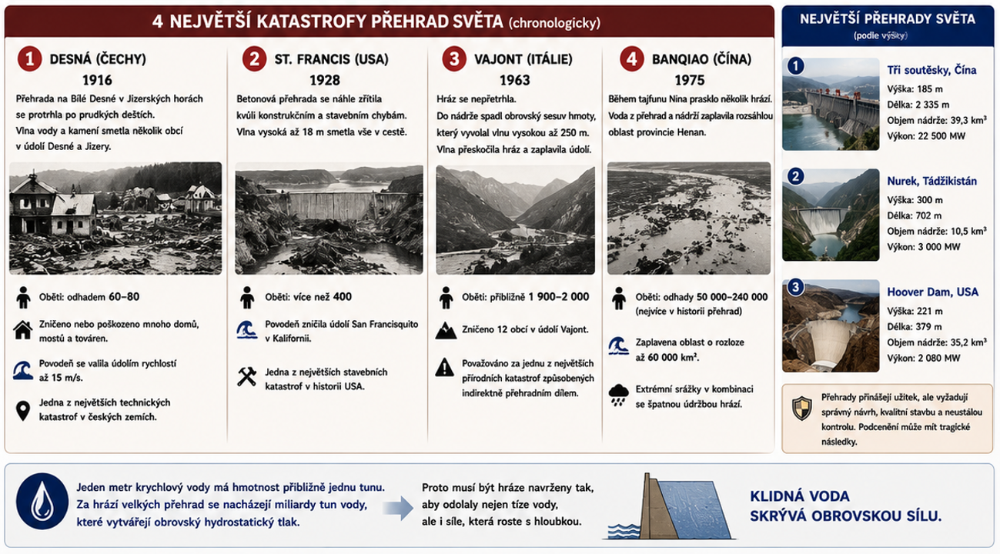 4 NEJVĚTŠÍ KATASTROFY PŘEHRAD SVĚTA (chronologicky)
1 DESNÁ (ČECHY)
1916
Přehrada na Bílé Desné v Jizerských horách
se protrhla po prudkých deštích.
Vlna vody a kamení smetla několik obcí
v údolí Desné a Jizery.
Oběti: odhadem 60–80
Zničeno nebo poškozeno mnoho domů,
mostů a továren.
Povodeň se valila údolím rychlostí
až 15 m/s.
Jedna z největších technických
katastrof v českých zemích.
2 ST. FRANCIS (USA)
1928
Betonová přehrada se náhle zřítila
kvůli konstrukčním a stavebním chybám.
Vlna vysoká až 18 m smetla vše v cestě.
Oběti: více než 400
Povodeň zničila údolí San Francisquito
v Kalifornii.
Jedna z největších stavebních
katastrof v historii USA.
3 VAJONT (ITÁLIE)
1963
Hráz se nepřetrhla.
Do nádrže spadl obrovský sesuv hmoty,
který vyvolal vlnu vysokou až 250 m.
Vlna přeskočila hráz a zaplavila údolí.
Oběti: přibližně 1 900–2 000
Zničeno 12 obcí v údolí Vajont.
Považováno za jednu z největších
přírodních katastrof způsobených
indirektně přehradním dílem.
4 BANQIAO (ČÍNA)
1975
Během tajfunu Nina prasklo několik hrází.
Voda z přehrad a nádrží zaplavila rozsáhlou
oblast provincie Henan.
Oběti: odhady 50 000–240 000
(nejvíce v historii přehrad)
Zaplavena oblast o rozloze
až 60 000 km².
Extrémní srážky v kombinaci
se špatnou údržbou hrází.
NEJVĚTŠÍ PŘEHRADY SVĚTA
(podle výšky)
1
Tři soutěsky, Čína
Výška: 185 m
Délka: 2 335 m
Objem nádrže: 39,3 km³
Výkon: 22 500 MW
2
Nurek, Tádžikistán
Výška: 300 m
Délka: 702 m
Objem nádrže: 10,5 km³
Výkon: 3 000 MW
3
Hoover Dam, USA
Výška: 221 m
Délka: 379 m
Objem nádrže: 35,2 km³
Výkon: 2 080 MW
Přehrady přinášejí užitek, ale vyžadují
správný návrh, kvalitní stavbu a neustálou
kontrolu. Podcenění může mít tragické
následky.
Jeden metr krychlový vody má hmotnost přibližně jednu tunu.
Za hrází velkých přehrad se nacházejí miliardy tun vody,
které vytvářejí obrovský hydrostatický tlak.
Proto musí být hráze navrženy tak,
aby odolaly nejen tíze vody,
ale i síle, která roste s hloubkou.
KLIDNÁ VODA
SKRÝVÁ OBROVSKOU SÍLU.